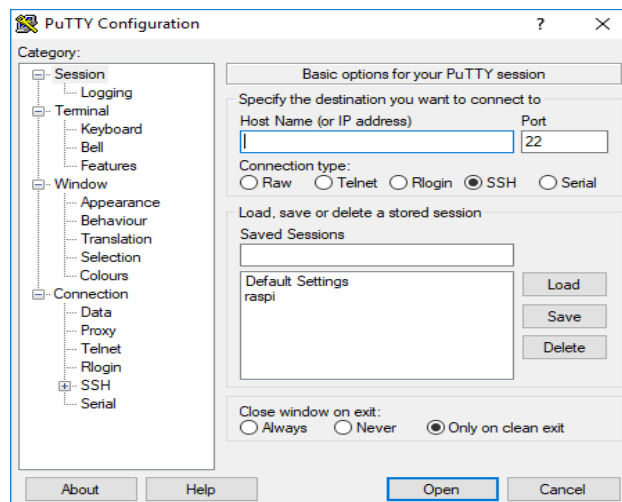 PuTTY Configuration
?
Category:
Session
Logging
Terminal
Keyboard
Bell
Features
Window
Appearance
Behaviour
Translation
Selection
Colours
Connection
Data
Proxy
Telnet
Rlogin
SSH
Serial
Basic options for your PuTTY session
Specify the destination you want to connect to
Host Name (or IP address) Port
22
Connection type:
Raw Telnet Rlogin SSH Serial
Load, save or delete a stored session
Saved Sessions
Default Settings
raspi
Load
Save
Delete
Close window on exit:
Always Never Only on clean exit
About Help Open Cancel